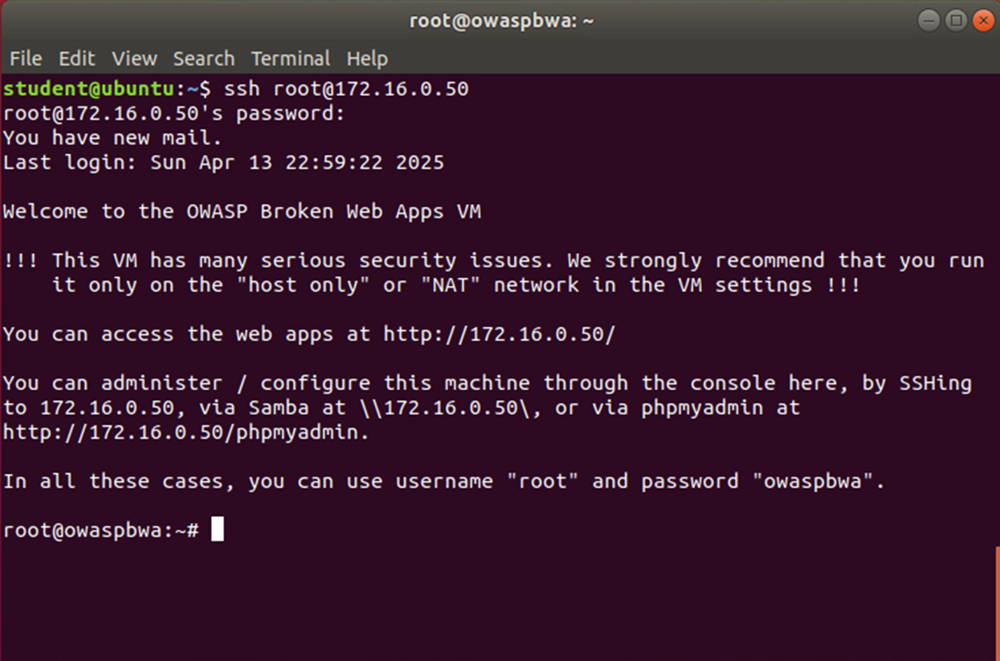 root@owaspbwa: ~
File Edit View Search Terminal Help
student@ubuntu:~$ ssh root@172.16.0.50
root@172.16.0.50's password:
You have new mail.
Last login: Sun Apr 13 22:59:22 2025
Welcome to the OWASP Broken Web Apps VM
!!! This VM has many serious security issues. We strongly recommend that you run
it only on the "host only" or "NAT" network in the VM settings !!!
You can access the web apps at http://172.16.0.50/
You can administer / configure this machine through the console here, by SSHing
to 172.16.0.50, via Samba at \\172.16.0.50\, or via phpmyadmin at
http://172.16.0.50/phpmyadmin.
In all these cases, you can use username "root" and password "owaspbwa".
root@owaspbwa:~#